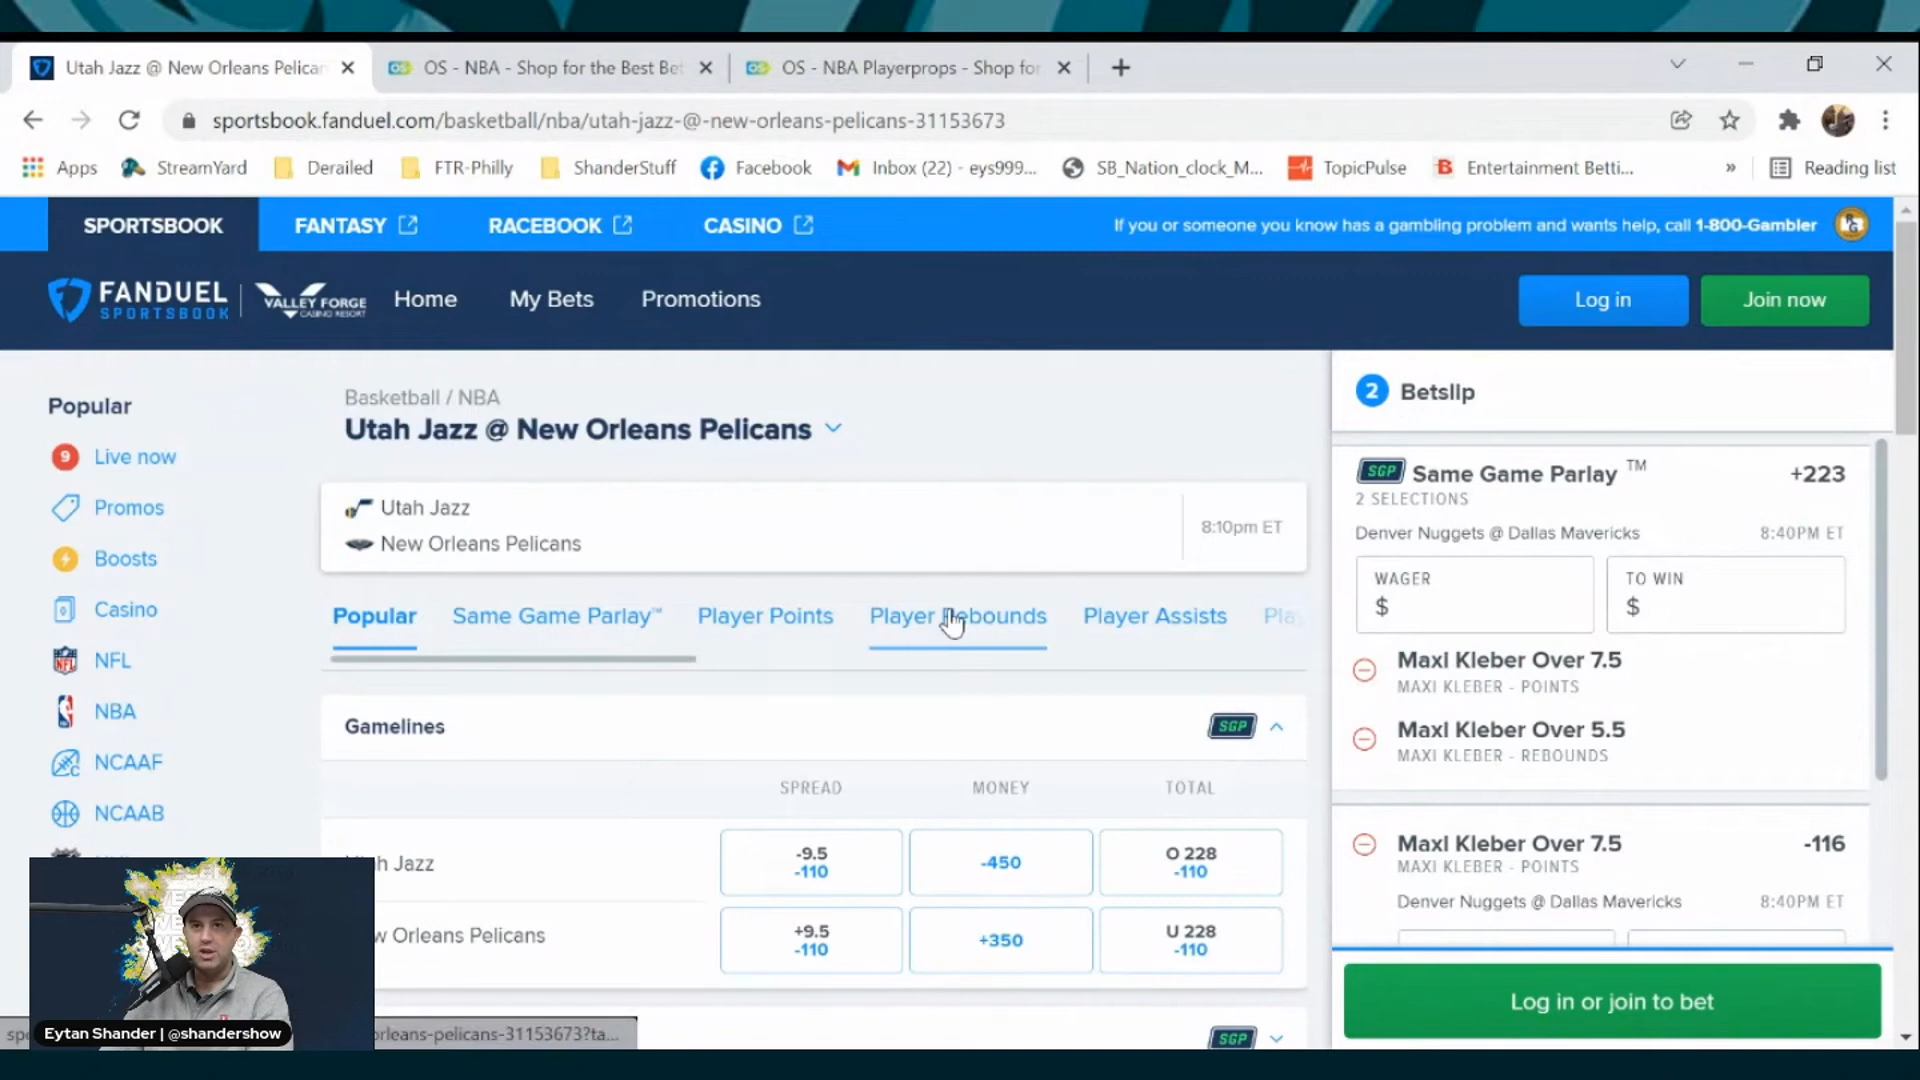 Utah Jazz @ New Orleans Pelican
OS - NBA - Shop for the Best Be
OS - NBA Playerprops - Shop for
sportsbook.fanduel.com/basketball/nba/utah-jazz-@-new-orleans-pelicans-31153673
Apps
StreamYard
Derailed
FTR-Philly
ShanderStuff
Facebook
Inbox (22) - eys999...
SB_Nation_clock_M...
TopicPulse
Entertainment Betti...
»
Reading list
SPORTSBOOK
FANTASY
RACEBOOK
CASINO
If you or someone you know has a gambling problem and wants help, call 1-800-Gambler
FANDUEL
SPORTSBOOK
VALLEY FORGE
CASINO RESORT
Home
My Bets
Promotions
Log in
Join now
Popular
9 Live now
Promos
Boosts
Casino
NFL
NBA
NCAAF
NCAAB
Basketball / NBA
Utah Jazz @ New Orleans Pelicans
Utah Jazz
New Orleans Pelicans
8:10pm ET
Popular
Same Game Parlay™
Player Points
Player Rebounds
Player Assists
Pla
Gamelines
SGP
SPREAD
MONEY
TOTAL
h Jazz
-9.5
-110
-450
O 228
-110
w Orleans Pelicans
+9.5
-110
+350
U 228
-110
SGP
2 Betslip
SGP Same Game Parlay TM +223
2 SELECTIONS
Denver Nuggets @ Dallas Mavericks 8:40PM ET
WAGER
$
TO WIN
$
Maxi Kleber Over 7.5
MAXI KLEBER - POINTS
Maxi Kleber Over 5.5
MAXI KLEBER - REBOUNDS
Maxi Kleber Over 7.5 -116
MAXI KLEBER - POINTS
Denver Nuggets @ Dallas Mavericks 8:40PM ET
Log in or join to bet
Eytan Shander | @shandershow
sp
orleans-pelicans-31153673?ta...